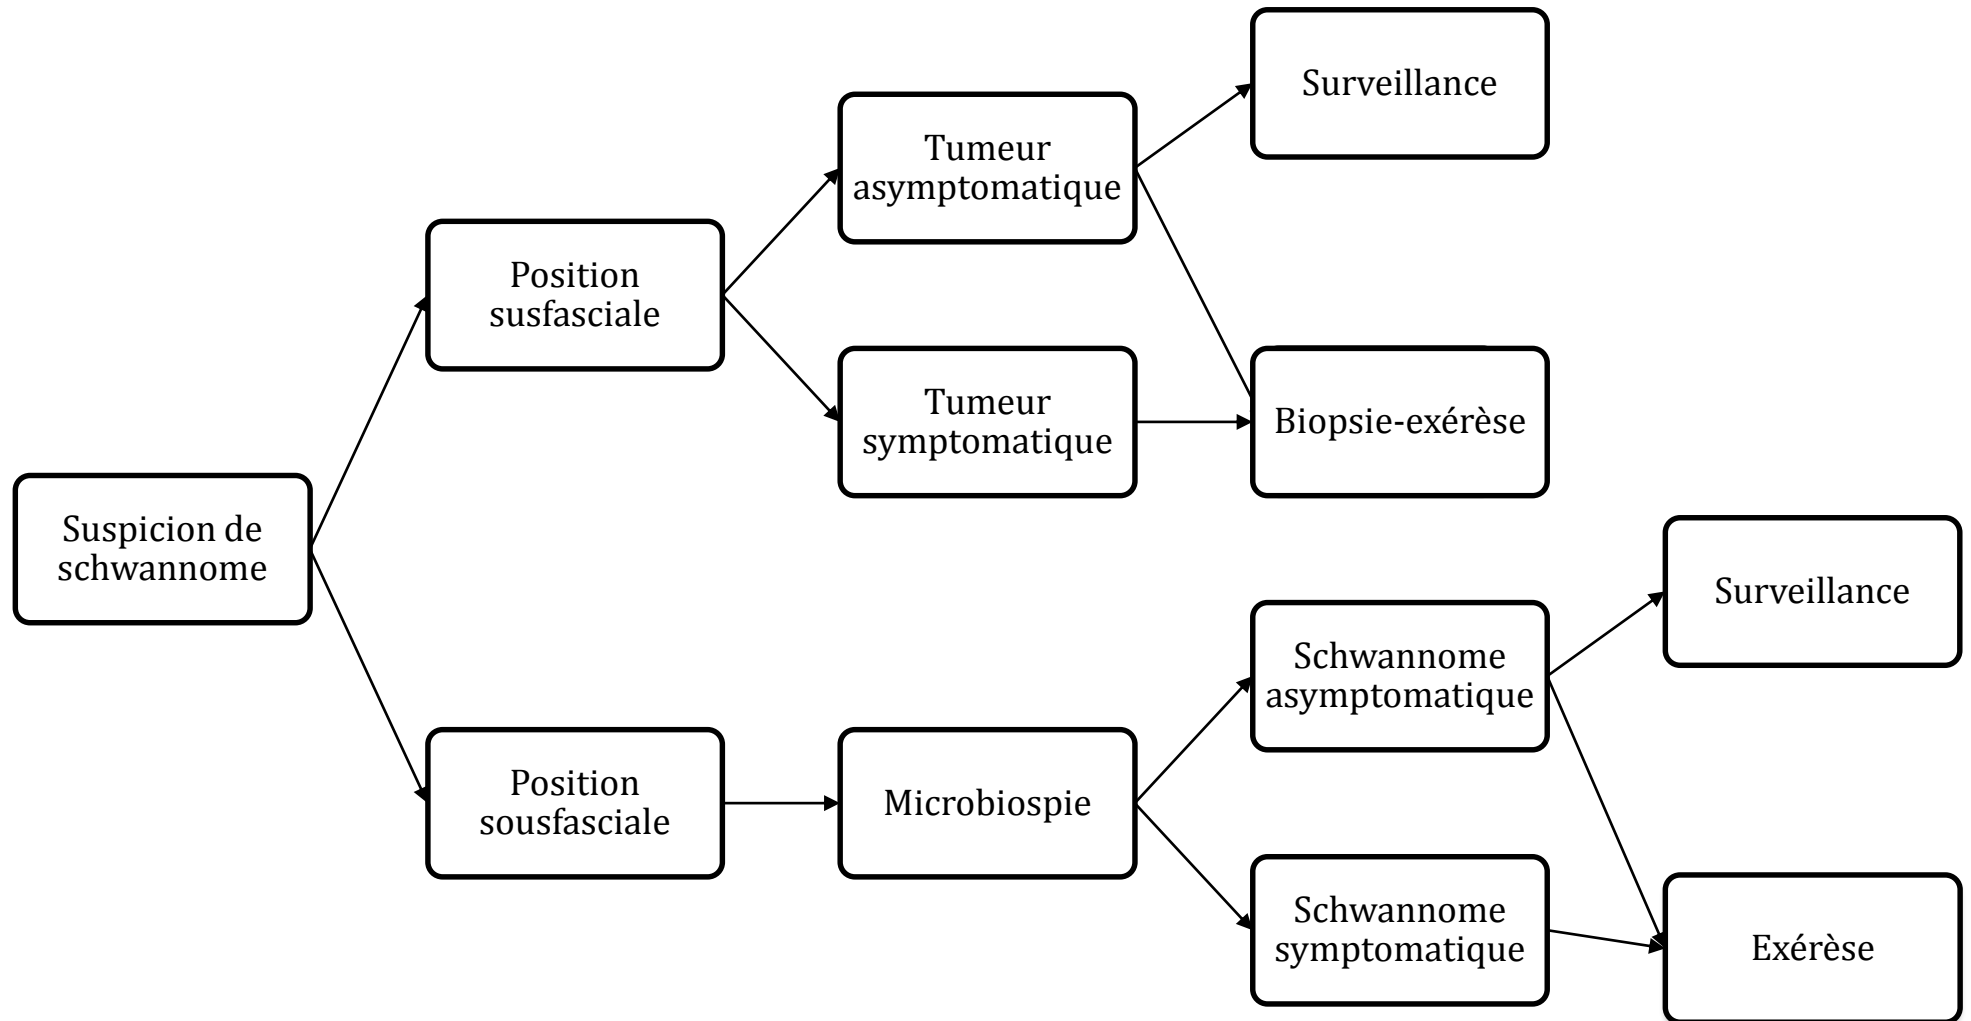 Surveillance
Tumeur
asymptomatique
Position
susfasciale
Tumeur
symptomatique
Biopsie-exérèse
Suspicion de
schwannome
Surveillance
Schwannome
asymptomatique
Position
sousfasciale
Microbiospie
Schwannome
symptomatique
Exérèse